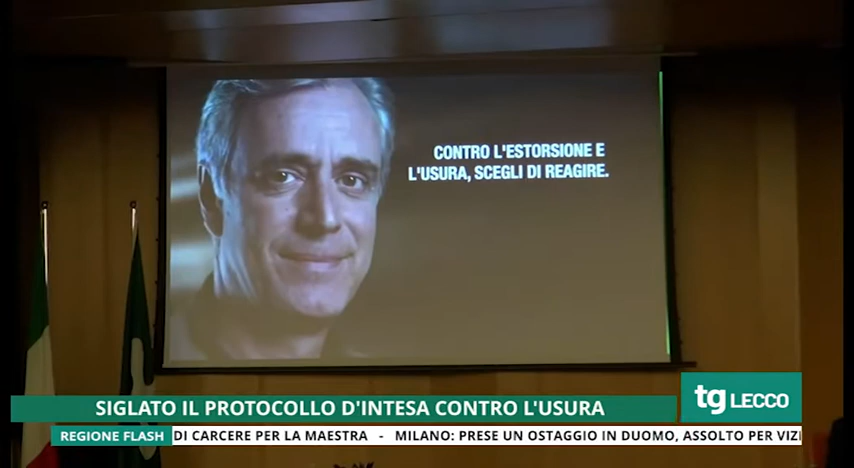 CONTRO L'ESTORSIONE E
L'USURA, SCEGLI DI REAGIRE.
SIGLATO IL PROTOCOLLO D'INTESA CONTRO L'USURA
tg LECCO
REGIONE FLASH
DI CARCERE PER LA MAESTRA - MILANO: PRESE UN OSTAGGIO IN DUOMO, ASSOLTO PER VIZI